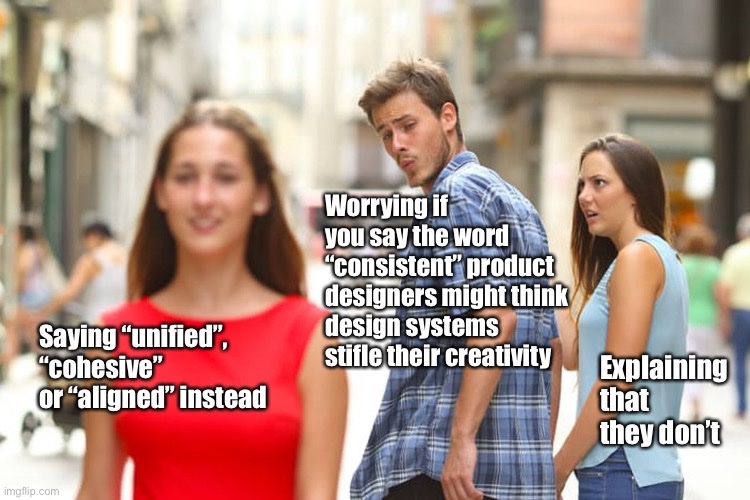 Saying “unified”,
“cohesive”
or “aligned” instead
Worrying if
you say the word
“consistent” product
designers might think
design systems
stifle their creativity
Explaining
that
they don’t
imgflip.com